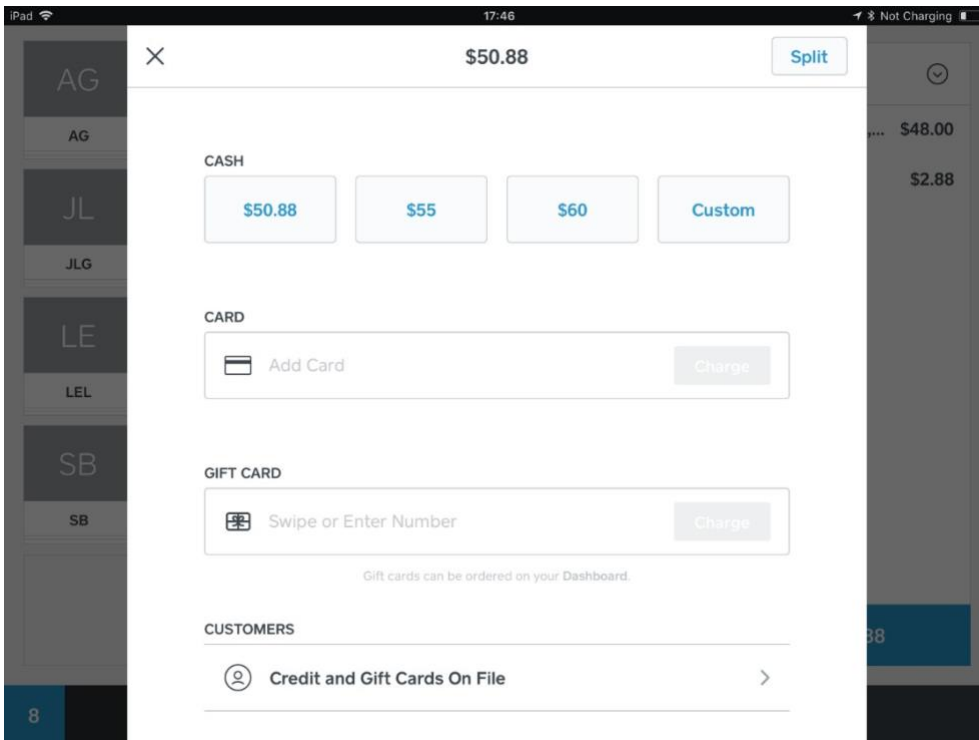 iPad 17:46 Not Charging
$50.88 Split
AG
AG
,... $48.00
$2.88
JL
JLG
LE
LEL
SB
SB
8
88
CASH
$50.88 $55 $60 Custom
CARD
Add Card Charge
GIFT CARD
Swipe or Enter Number Charge
Gift cards can be ordered on your Dashboard.
CUSTOMERS
Credit and Gift Cards On File